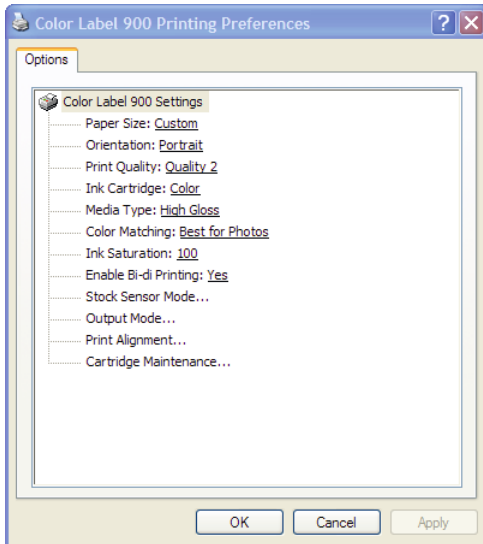 Color Label 900 Printing Preferences
Options
Color Label 900 Settings
Paper Size: Custom
Orientation: Portrait
Print Quality: Quality 2
Ink Cartridge: Color
Media Type: High Gloss
Color Matching: Best for Photos
Ink Saturation: 100
Enable Bi-di Printing: Yes
Stock Sensor Mode...
Output Mode...
Print Alignment...
Cartridge Maintenance...
OK Cancel Apply